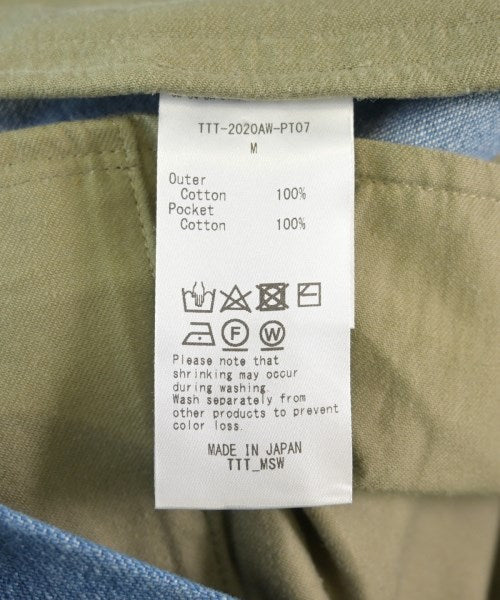 TTT-2020AW-PT07
M
Outer
Cotton 100%
Pocket
Cotton 100%
F W
Please note that
shrinking may occur
during washing.
Wash separately from
other products to prevent
color loss.
MADE IN JAPAN
TTT_MSW